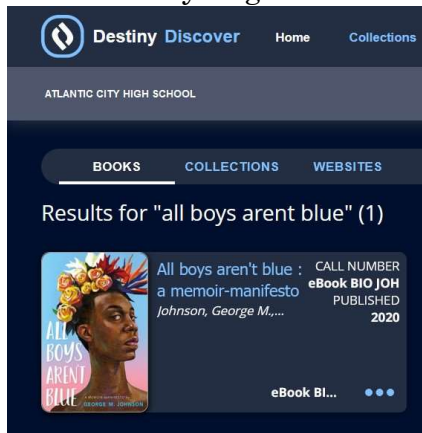 Destiny Discover
Home
Collections
ATLANTIC CITY HIGH SCHOOL
BOOKS
COLLECTIONS
WEBSITES
Results for "all boys arent blue" (1)
ALL
BOYS
AREN'T
BLUE
GEORGE M. JOHNSON
All boys aren't blue :
a memoir-manifesto
Johnson, George M.,...
CALL NUMBER
eBook BIO JOH
PUBLISHED
2020
eBook BI...